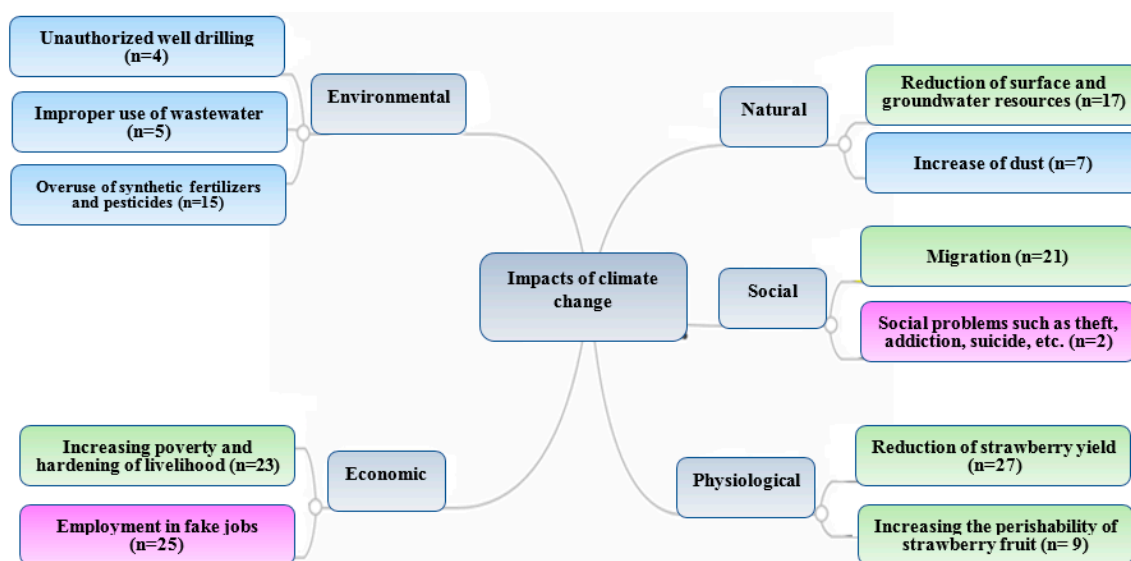 Unauthorized well drilling
(n=4)
Improper use of wastewater
(n=5)
Overuse of synthetic fertilizers
and pesticides (n=15)
Environmental
Natural
Reduction of surface and
groundwater resources (n=17)
Increase of dust (n=7)
Impacts of climate
change
Social
Migration (n=21)
Social problems such as theft,
addiction, suicide, etc. (n=2)
Increasing poverty and
hardening of livelihood (n=23)
Employment in fake jobs
(n=25)
Economic
Physiological
Reduction of strawberry yield
(n=27)
Increasing the perishability of
strawberry fruit (n= 9)